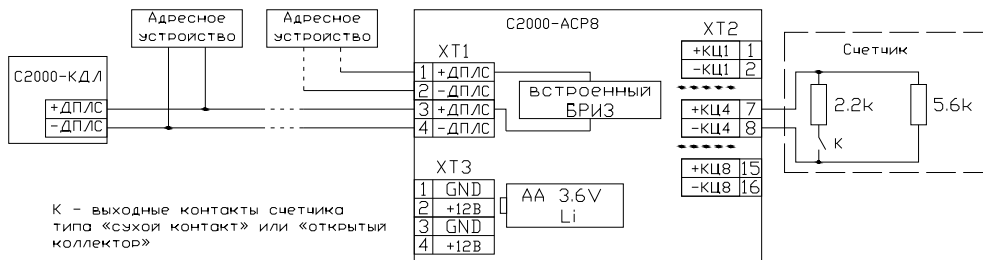 Адресное
устройство
Адресное
устройство
С2000-АСР8
С2000-КДЛ
+ДПЛС
-ДПЛС
XT1
1 +ДПЛС
2 -ДПЛС
3 +ДПЛС
4 -ДПЛС
встроенный
БРИЗ
XT2
+КЦ1 1
-КЦ1 2
+КЦ4 7
-КЦ4 8
+КЦ8 15
-КЦ8 16
Счетчик
2.2k
5.6k
К
XT3
1 GND
2 +12В
3 GND
4 +12В
AA 3.6V
Li
К - выходные контакты счетчика
типа «сухой контакт» или «открытый
коллектор»